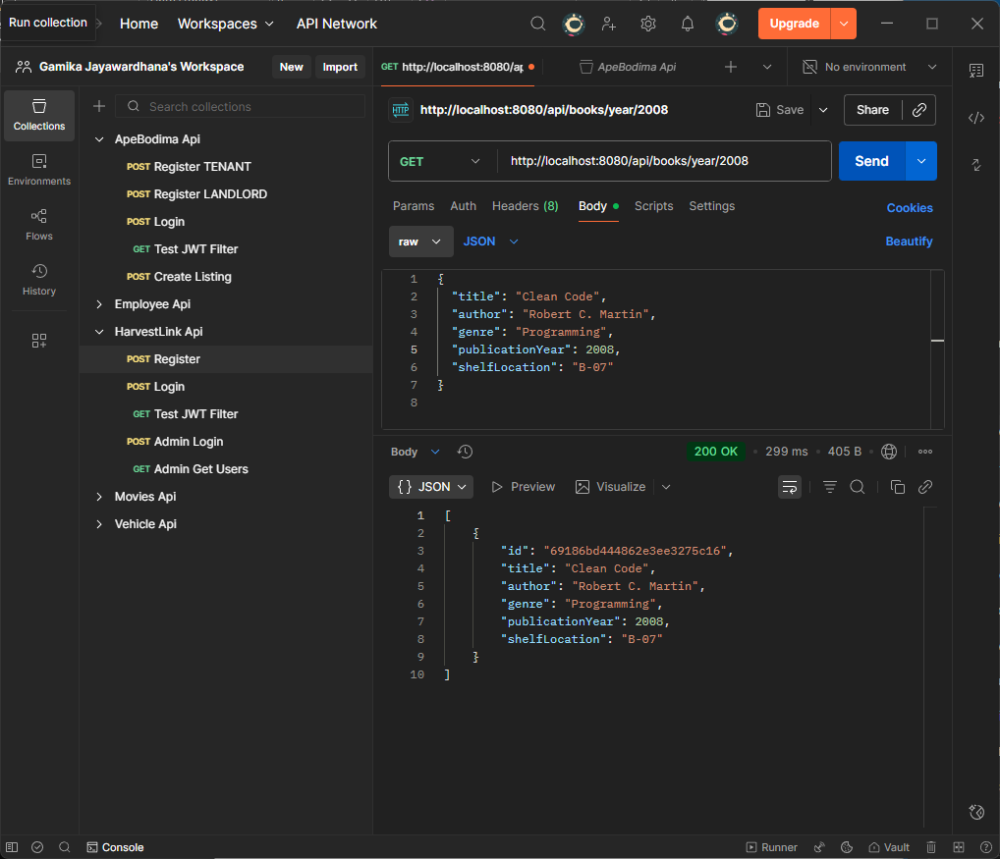 Run collection
Home
Workspaces
API Network
Upgrade
Gamika Jayawardhana's Workspace
New
Import
GET http://localhost:8080/ap
ApeBodima Api
No environment
Collections
Environments
Flows
History
Search collections
ApeBodima Api
POST Register TENANT
POST Register LANDLORD
POST Login
GET Test JWT Filter
POST Create Listing
Employee Api
HarvestLink Api
POST Register
POST Login
GET Test JWT Filter
POST Admin Login
GET Admin Get Users
Movies Api
Vehicle Api
HTTP http://localhost:8080/api/books/year/2008
Save
Share
GET
http://localhost:8080/api/books/year/2008
Send
Params
Auth
Headers (8)
Body
Scripts
Settings
Cookies
raw
JSON
Beautify
1 {
2 "title": "Clean Code",
3 "author": "Robert C. Martin",
4 "genre": "Programming",
5 "publicationYear": 2008,
6 "shelfLocation": "B-07"
7 }
8
Body
200 OK
299 ms
405 B
{} JSON
Preview
Visualize
1 [
2 {
3 "id": "69186bd444862e3ee3275c16",
4 "title": "Clean Code",
5 "author": "Robert C. Martin",
6 "genre": "Programming",
7 "publicationYear": 2008,
8 "shelfLocation": "B-07"
9 }
10 ]
Console
Runner
Vault